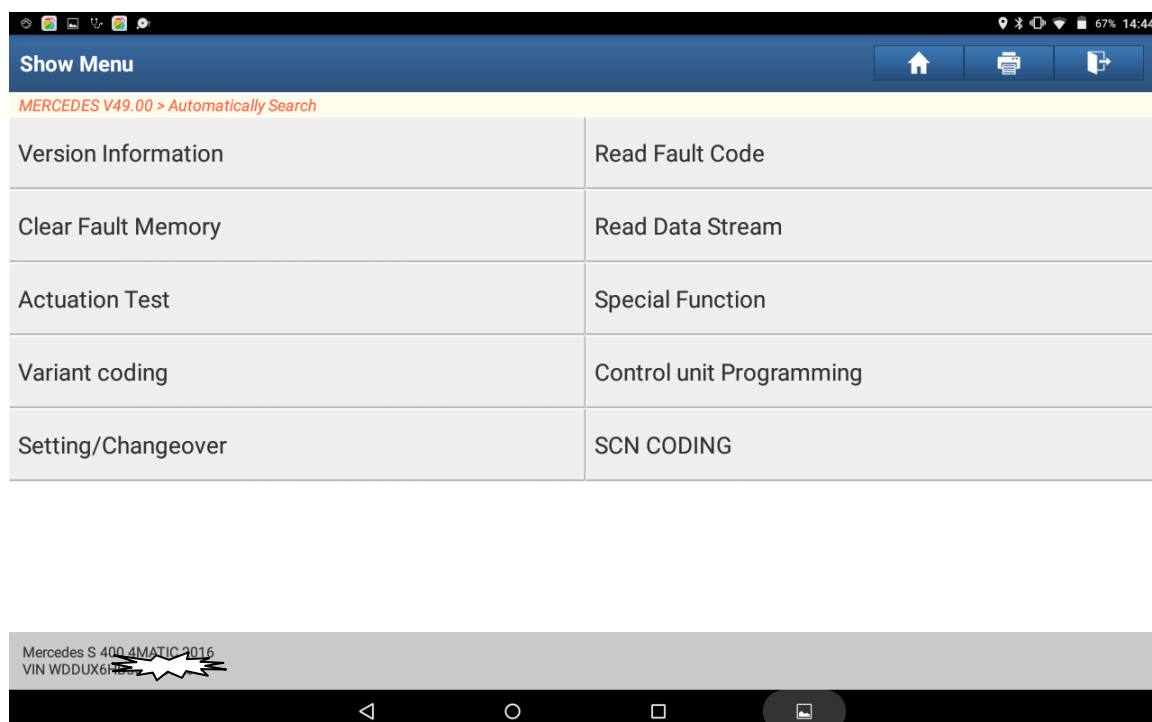 67% 14:44
Show Menu
MERCEDES V49.00 > Automatically Search
Version Information
Read Fault Code
Clear Fault Memory
Read Data Stream
Actuation Test
Special Function
Variant coding
Control unit Programming
Setting/Changeover
SCN CODING
Mercedes S 400 4MATIC 2016
VIN